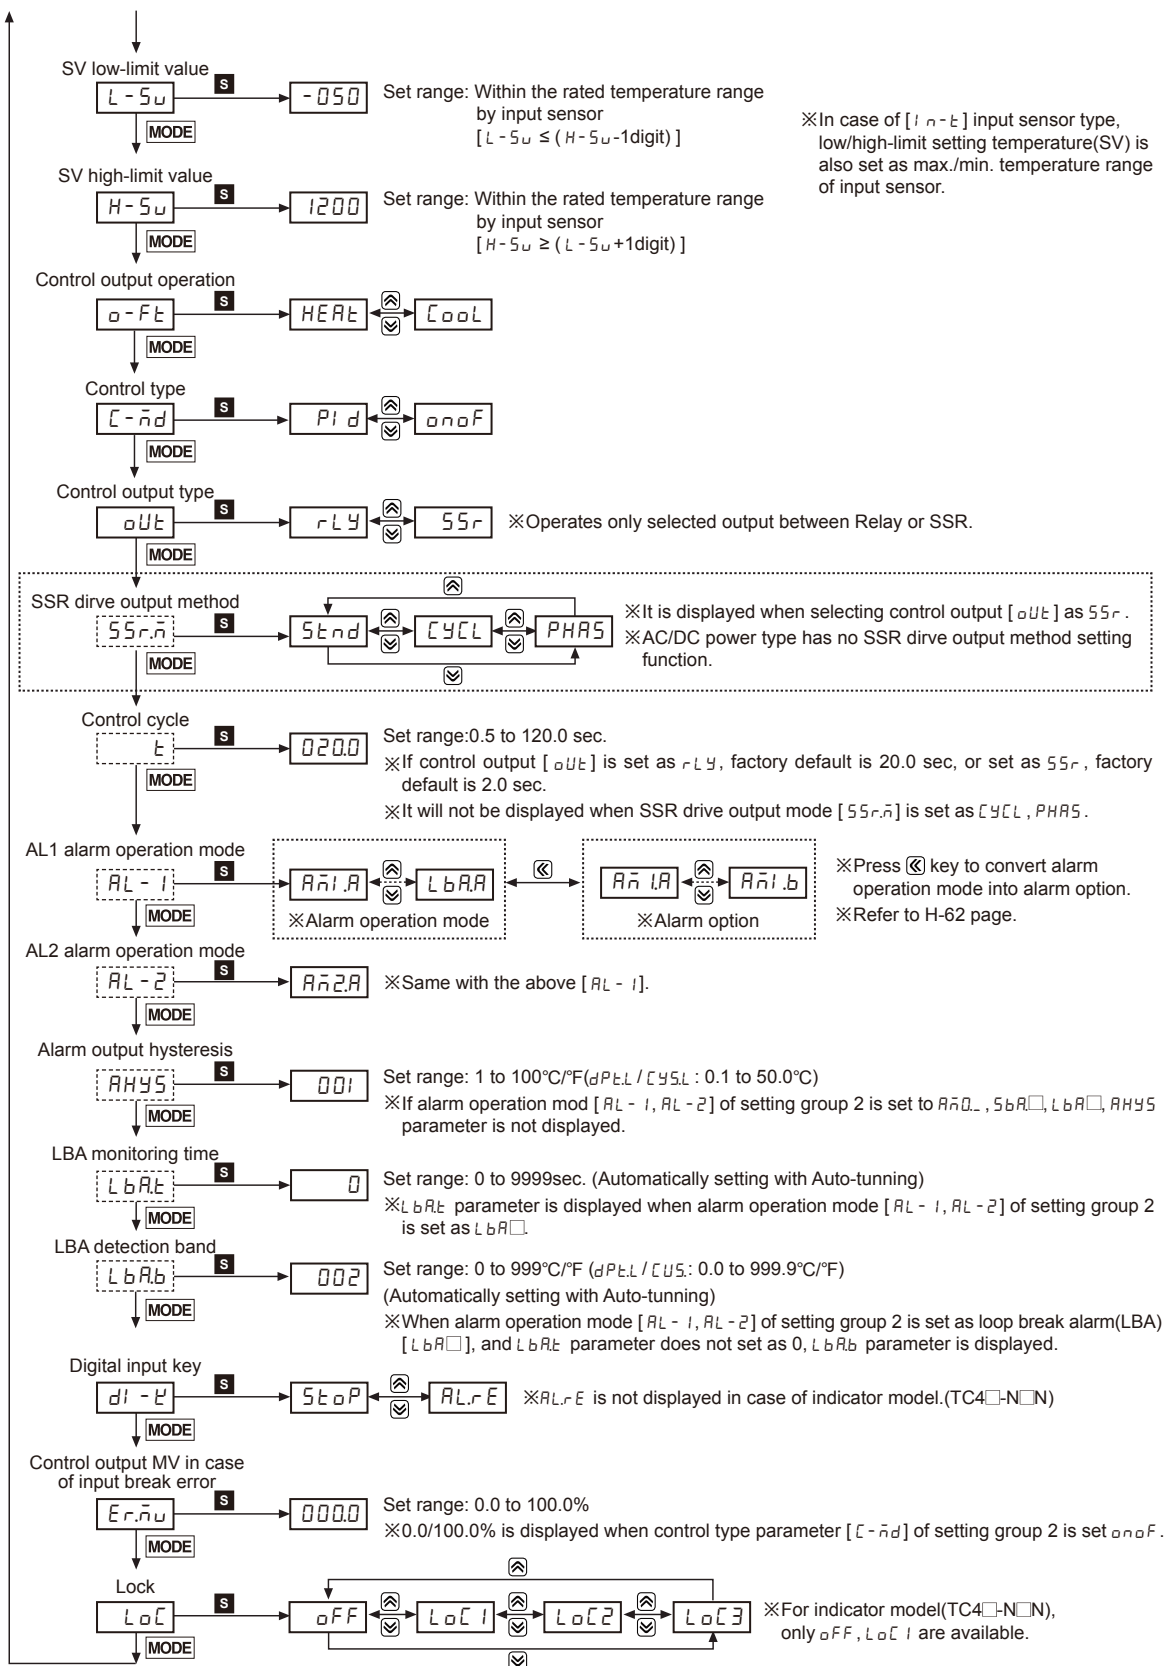 SV low-limit value
S
L-Sv
-050
MODE
Set range: Within the rated temperature range
by input sensor
[ L-Sv ≤ ( H-Sv-1digit) ]
※In case of [ In-t ] input sensor type,
low/high-limit setting temperature(SV) is
also set as max./min. temperature range
of input sensor.
SV high-limit value
S
H-Sv
1200
MODE
Set range: Within the rated temperature range
by input sensor
[ H-Sv ≥ ( L-Sv+1digit) ]
Control output operation
S
o-Ft
HEAt
CooL
MODE
Control type
S
C-md
PI d
onoF
MODE
Control output type
S
oUt
rLY
SSr
※Operates only selected output between Relay or SSR.
MODE
SSR dirve output method
S
SSr.m
Stnd
CYCL
PHAS
MODE
※It is displayed when selecting control output [ oUt ] as SSr .
※AC/DC power type has no SSR dirve output method setting
function.
Control cycle
S
t
020.0
MODE
Set range:0.5 to 120.0 sec.
※If control output [ oUt ] is set as rLY, factory default is 20.0 sec, or set as SSr , factory
default is 2.0 sec.
※It will not be displayed when SSR drive output mode [ SSr.m ] is set as CYCL , PHAS .
AL1 alarm operation mode
S
AL-1
Am1.A
LbA.A
Am1.A
Am1.b
MODE
※Alarm operation mode
※Alarm option
※Press key to convert alarm
operation mode into alarm option.
※Refer to H-62 page.
AL2 alarm operation mode
S
AL-2
Am2.A
※Same with the above [ AL-1].
MODE
Alarm output hysteresis
S
AHYS
001
MODE
Set range: 1 to 100°C/°F(dPt.L / CYS.L : 0.1 to 50.0°C)
※If alarm operation mod [ AL-1, AL-2 ] of setting group 2 is set to Am0._ , SbA.□, LbA□, AHYS
parameter is not displayed.
LBA monitoring time
S
LbA.t
0
MODE
Set range: 0 to 9999sec. (Automatically setting with Auto-tunning)
※LbA.t parameter is displayed when alarm operation mode [ AL-1, AL-2 ] of setting group 2
is set as LbA□.
LBA detection band
S
LbA.b
002
MODE
Set range: 0 to 999°C/°F (dPt.L / CUS.: 0.0 to 999.9°C/°F)
(Automatically setting with Auto-tunning)
※When alarm operation mode [ AL-1, AL-2 ] of setting group 2 is set as loop break alarm(LBA)
[ LbA□ ], and LbA.t parameter does not set as 0, LbA.b parameter is displayed.
Digital input key
S
dI-K
StoP
AL.rE
※AL.rE is not displayed in case of indicator model.(TC4□-N□N)
MODE
Control output MV in case
of input break error
S
Er.mv
000.0
MODE
Set range: 0.0 to 100.0%
※0.0/100.0% is displayed when control type parameter [ C-md ] of setting group 2 is set onoF .
Lock
S
LoC
oFF
LoC1
LoC2
LoC3
MODE
※For indicator model(TC4□-N□N),
only oFF , LoC1 are available.